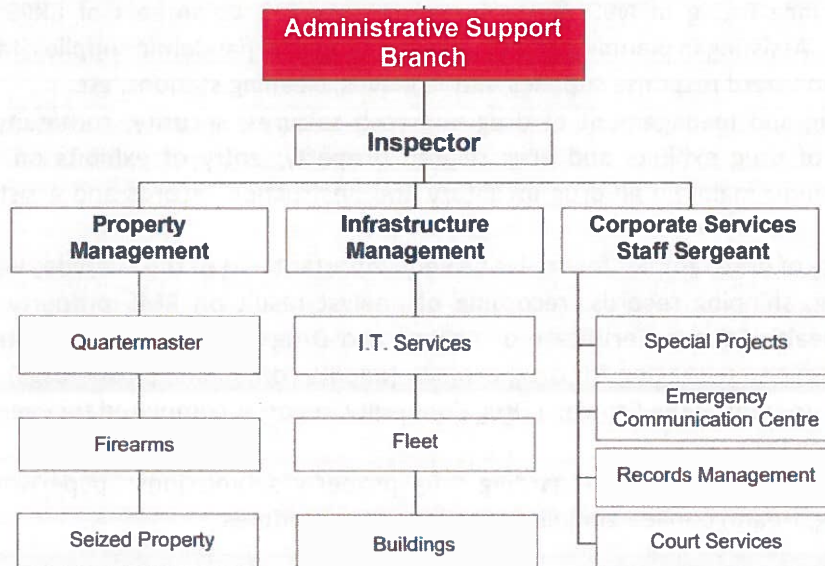 Administrative Support
Branch
Inspector
Property
Management
Infrastructure
Management
Corporate Services
Staff Sergeant
Quartermaster
I.T. Services
Special Projects
Emergency
Communication Centre
Firearms
Fleet
Records Management
Seized Property
Buildings
Court Services